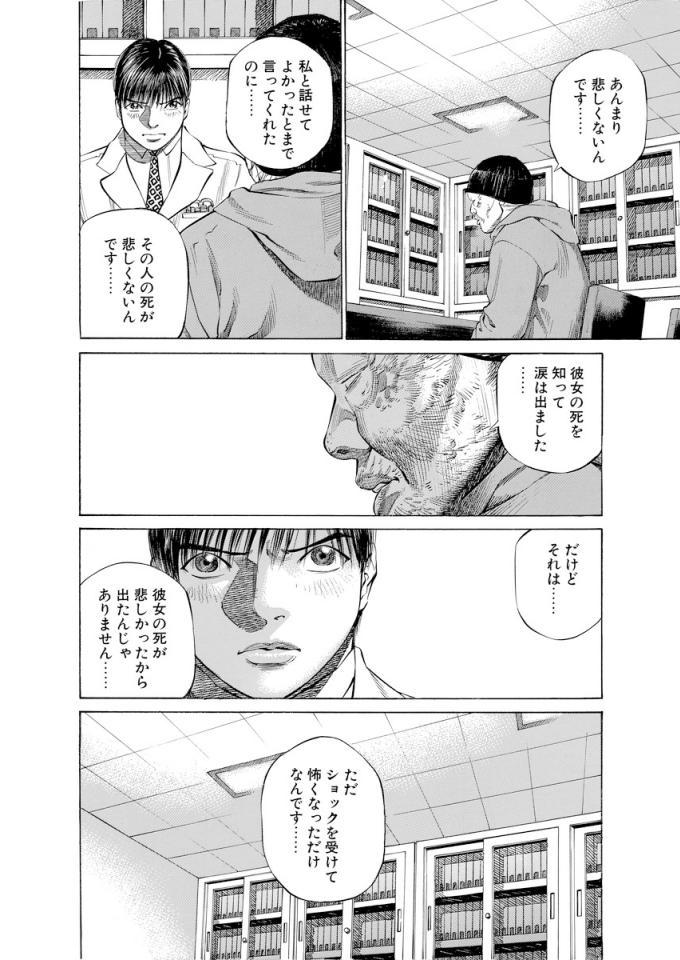 あんまり
悲しくないん
です……
私と話せて
よかったとまで
言ってくれた
のに……
その人の死が
悲しくないん
です……
彼女の死を
知って
涙は出ました
……
だけど
それは……
彼女の死が
悲しかったから
出たんじゃ
ありません……
ただ
ショックを受けて
怖くなっただけ
なんです……